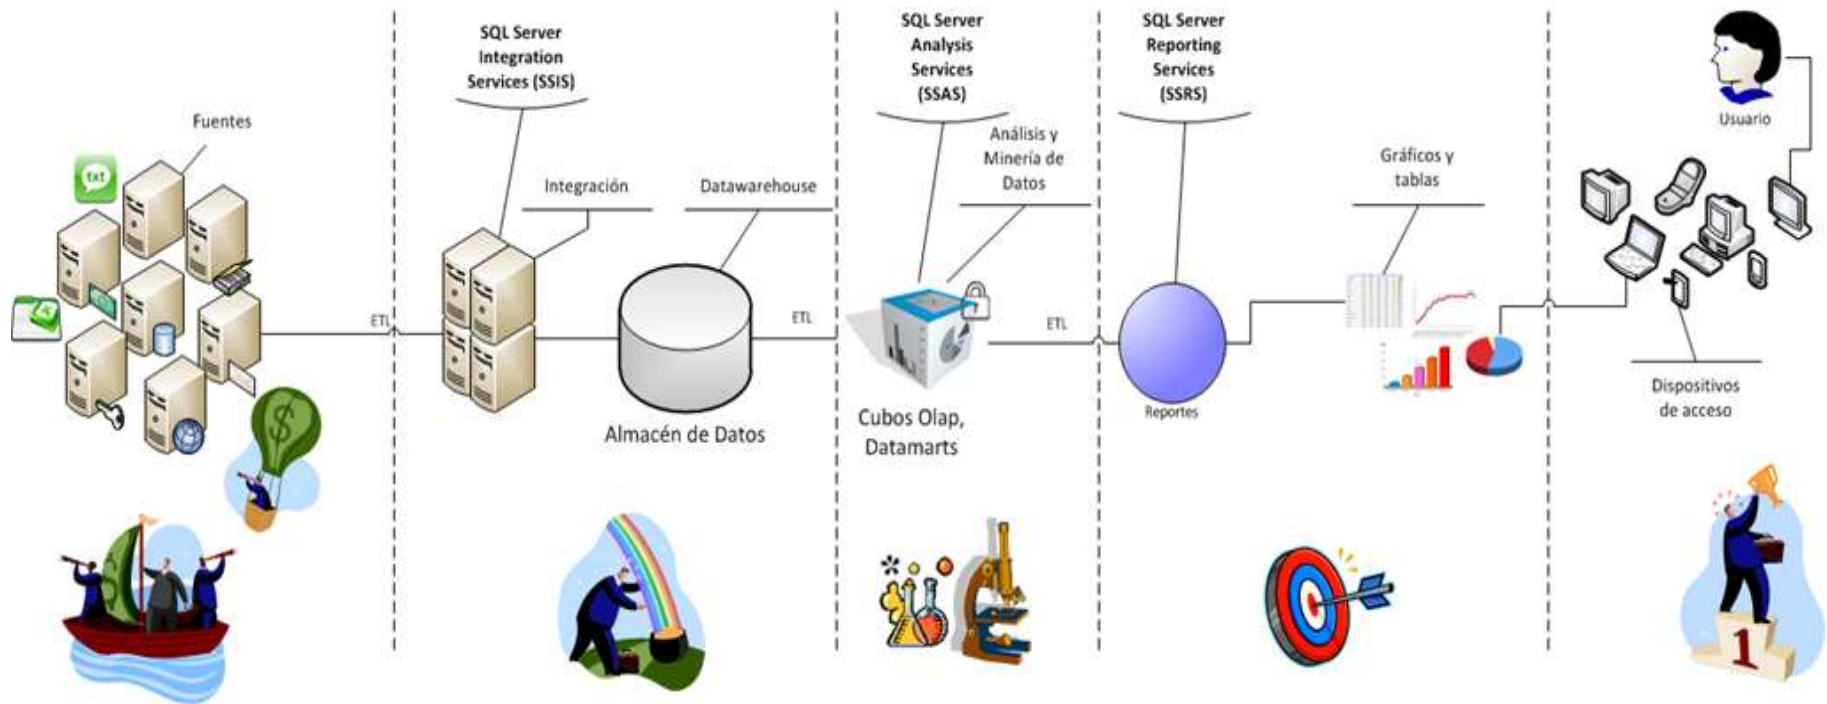 Fuentes
txt
ETL
SQL Server
Integration
Services (SSIS)
Integración
Datawarehouse
Almacén de Datos
ETL
SQL Server
Analysis
Services
(SSAS)
Análisis y
Minería de
Datos
Cubos Olap,
Datamarts
ETL
SQL Server
Reporting
Services
(SSRS)
Reportes
Gráficos y
tablas
Usuario
Dispositivos
de acceso
1